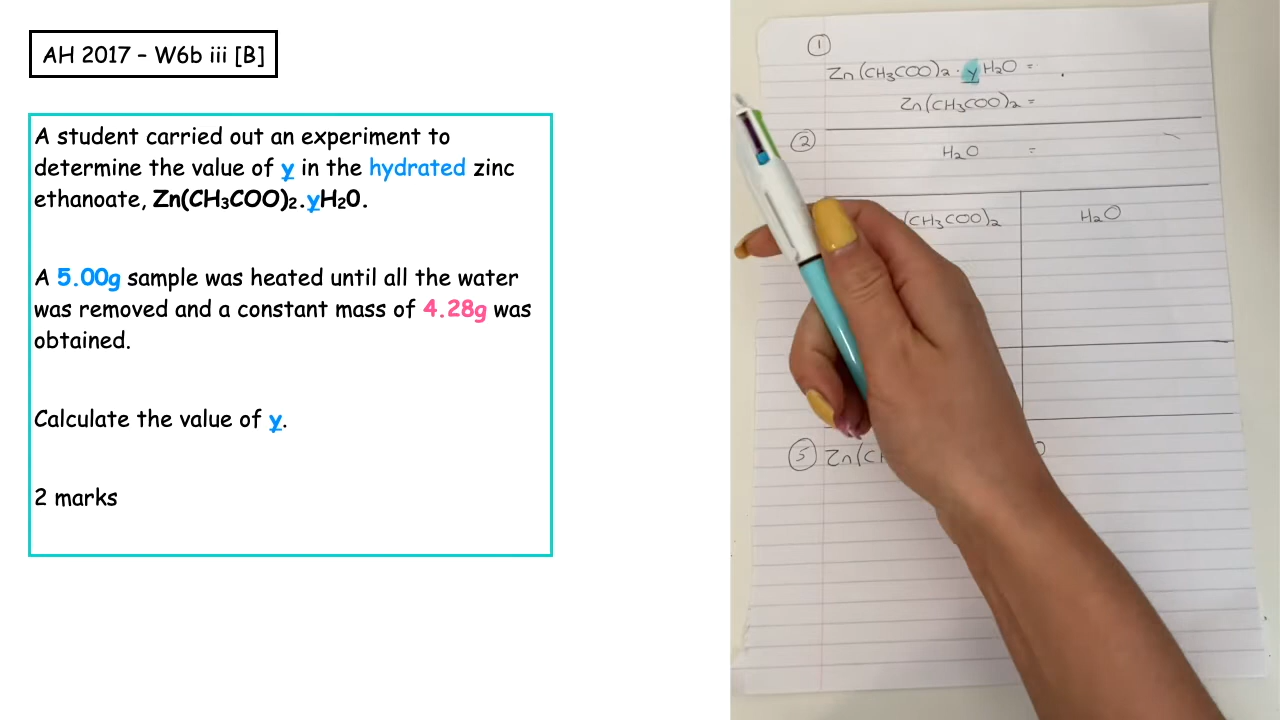 AH 2017 – W6b iii [B]
A student carried out an experiment to
determine the value of y in the hydrated zinc
ethanoate, Zn(CH₃COO)₂.yH₂0.
A 5.00g sample was heated until all the water
was removed and a constant mass of 4.28g was
obtained.
Calculate the value of y.
2 marks
①
Zn(CH₃COO)₂.yH₂O =
Zn(CH₃COO)₂ =
②
H₂O =
(CH₃COO)₂
H₂O
⑤ Zn(CH